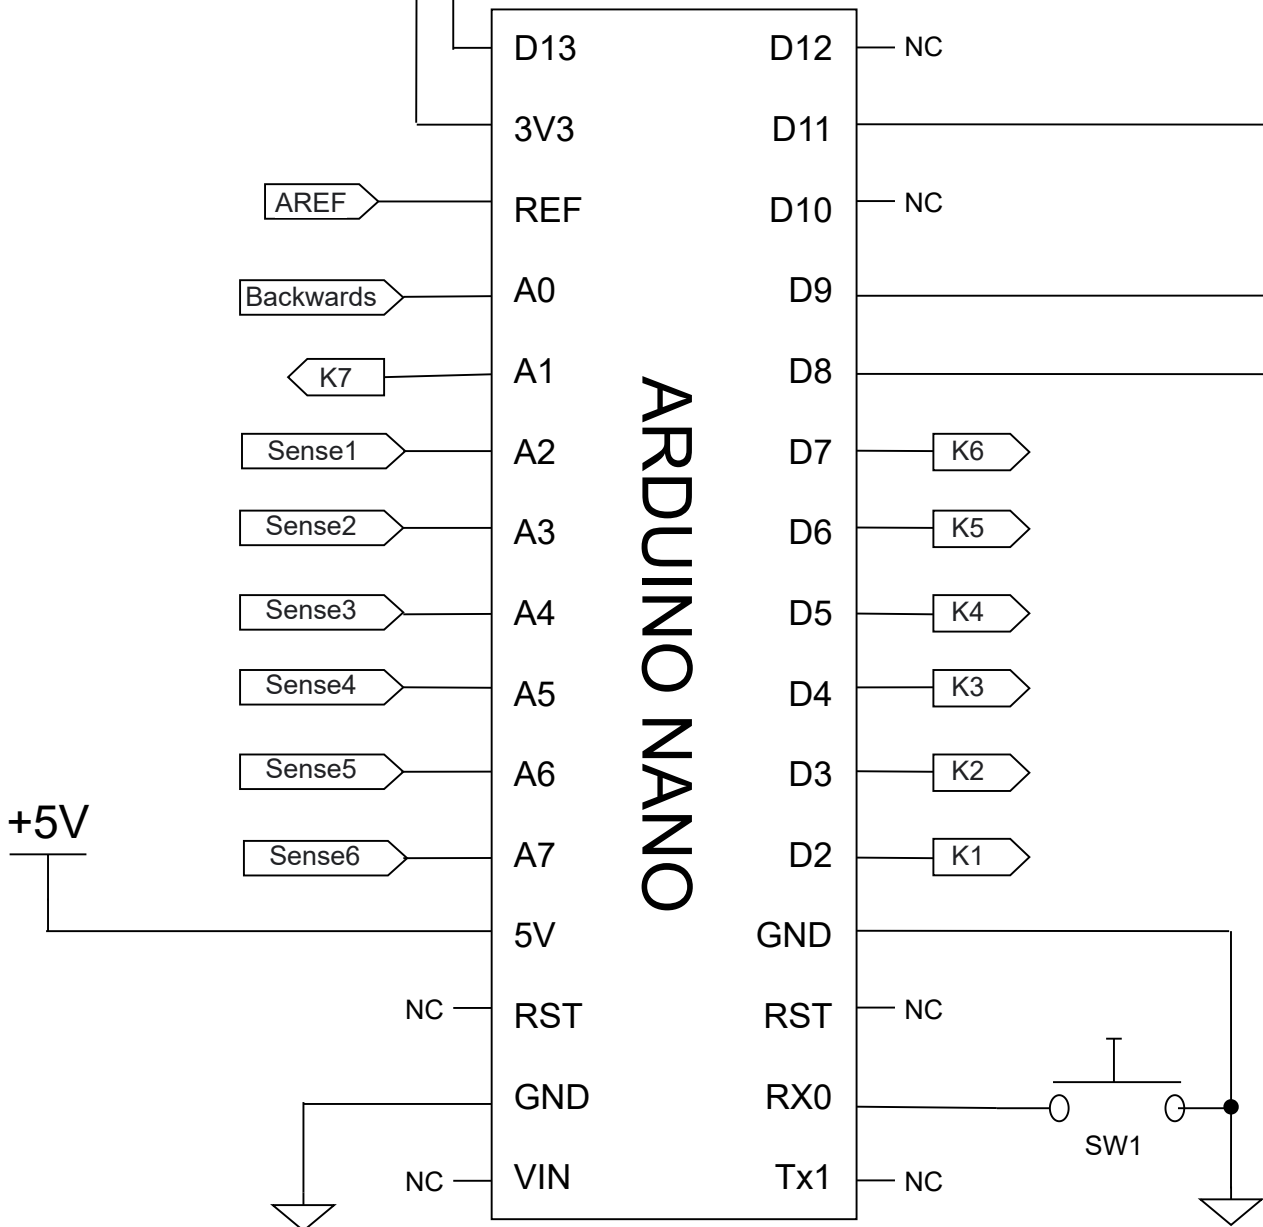 D13 D12 NC
3V3 D11
AREF REF D10 NC
Backwards A0 D9
K7 A1 D8
Sense1 A2 D7 K6
Sense2 A3 D6 K5
Sense3 A4 D5 K4
Sense4 A5 D4 K3
Sense5 A6 D3 K2
+5V
Sense6 A7 D2 K1
5V GND
NC RST RST NC
GND RX0
SW1
NC VIN Tx1 NC
ARDUINO NANO